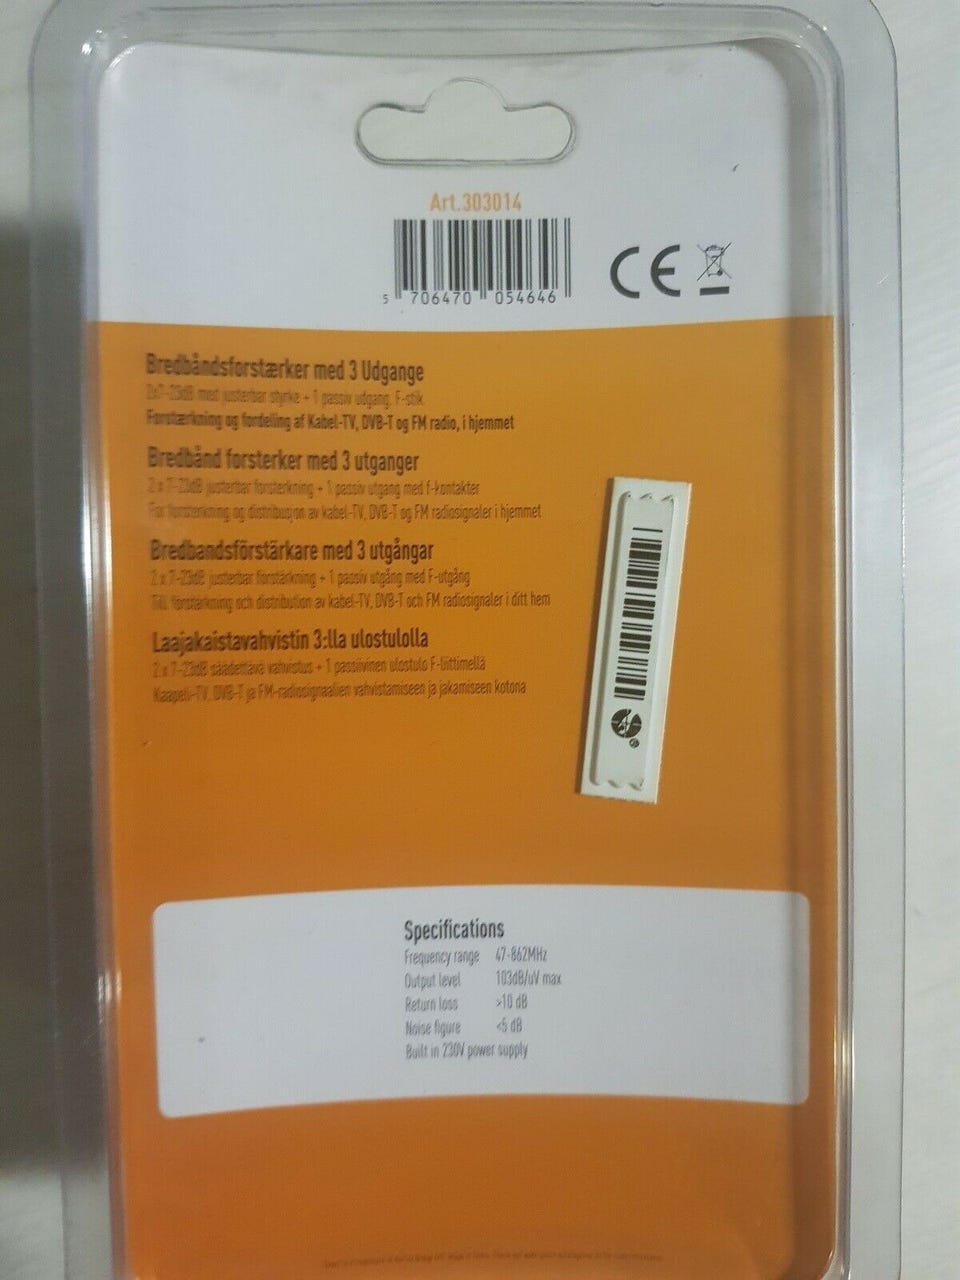 Art.303014
5 706470 054646
CE
Bredbåndsforstærker med 3 Udgange
2x7-23dB med justerbar styrke + 1 passiv udgang, F-stik
Forstærkning og fordeling af Kabel-TV, DVB-T og FM radio, i hjemmet
Bredbånd forsterker med 3 utganger
2 x 7-23dB justerbar forsterkning + 1 passiv utgang med f-kontakter
For forsterkning og distribusjon av kabel-TV, DVB-T og FM radiosignaler i hjemmet
Bredbandsförstärkare med 3 utgångar
2 x 7-23dB justerbar förstärkning + 1 passiv utgång med F-utgång
Till förstärkning och distribution av kabel-TV, DVB-T och FM radiosignaler i ditt hem
Laajakaistavahvistin 3:lla ulostulolla
2 x 7-23dB säädettävä vahvistus + 1 passiivinen ulostulo F-liittimellä
Kaapeli-TV, DVB-T ja FM-radiosignaalien vahvistamiseen ja jakamiseen kotona
Specifications
Frequency range 47-862MHz
Output level 103dB/uV max
Return loss >10 dB
Noise figure <5 dB
Built in 230V power supply